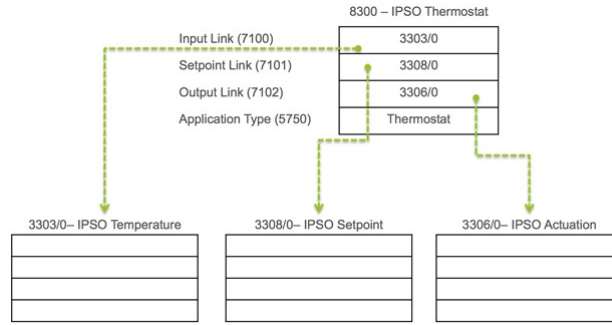 8300 – IPSO Thermostat
Input Link (7100) 3303/0
Setpoint Link (7101) 3308/0
Output Link (7102) 3306/0
Application Type (5750) Thermostat
3303/0– IPSO Temperature 3308/0– IPSO Setpoint 3306/0– IPSO Actuation